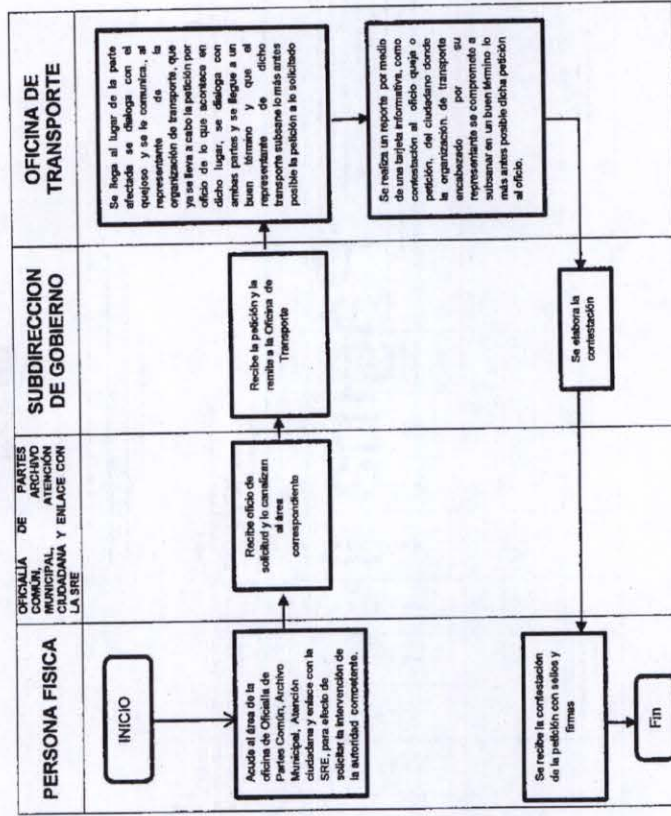 PERSONA FISICA
OFICIALIA DE PARTES
COMÚN, ARCHIVO
MUNICIPAL, ATENCIÓN
CIUDADANA Y ENLACE CON
LA SRE
SUBDIRECCION
DE GOBIERNO
OFICINA DE
TRANSPORTE
INICIO
Acude al área de la
oficina de Oficialía de
Partes Común, Archivo
Municipal, Atención
ciudadana y enlace con la
SRE, para efecto de
solicitar la intervención de
la autoridad competente.
Recibe oficio de
solicitud y lo canalizan
al área
correspondiente
Recibe la petición y la
remite a la Oficina de
Transporte
Se llega al lugar de la parte
afectada se dialoga con el
quejoso y se le comunica, al
representante de la
organización de transporte, que
ya se lleva a cabo la petición por
oficio de lo que acontece en
dicho lugar, se dialoga con
ambas partes y se llegue a un
buen término y que el
representante de dicho
transporte subsane lo más antes
posible la petición a lo solicitado
Se realiza un reporte por medio
de una tarjeta informativa, como
contestación al oficio queja o
petición, del ciudadano donde
la organización de transporte
encabezado por su
representante se compromete a
subsanar en un buen término lo
más antes posible dicha petición
al oficio.
Se elabora la
contestación
Se recibe la contestación
de la petición con sellos y
firmas
Fin